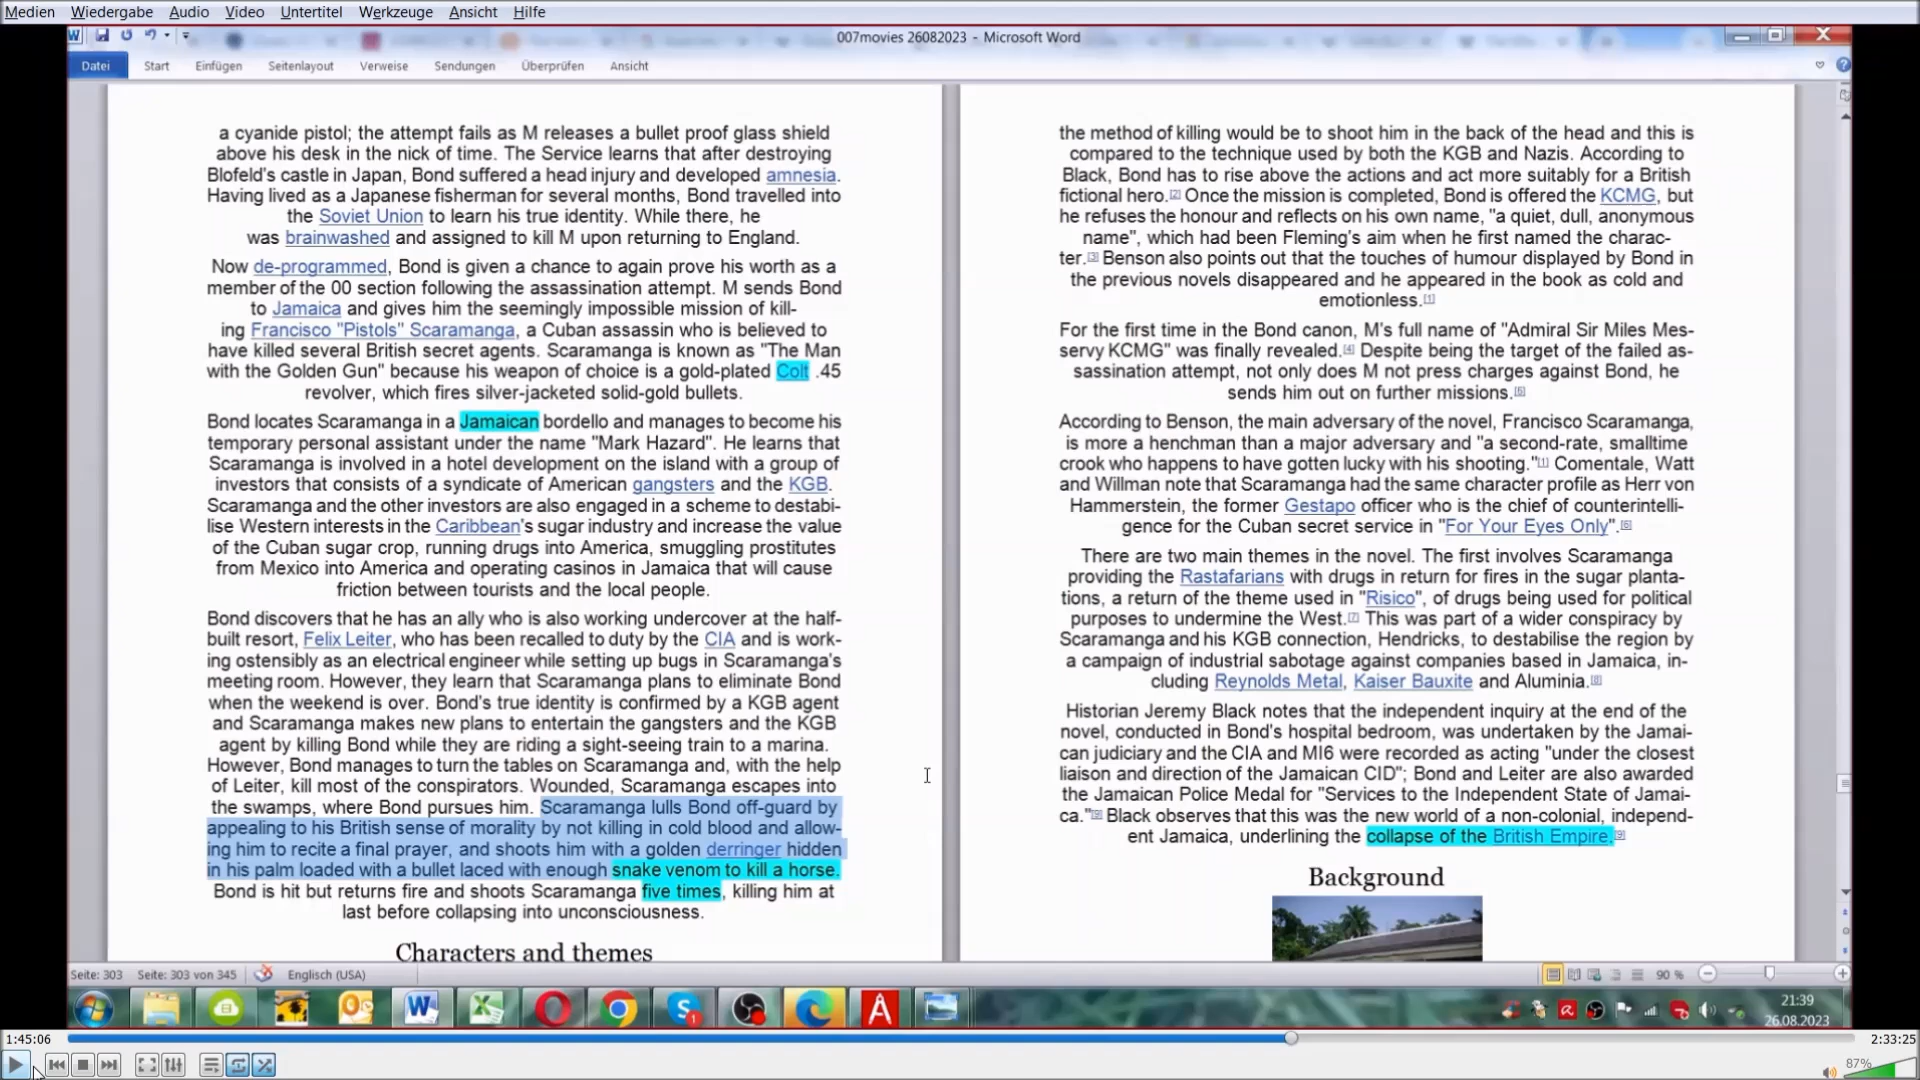 Medien Wiedergabe Audio Video Untertitel Werkzeuge Ansicht Hilfe
007movies 26082023 - Microsoft Word
Datei Start Einfügen Seitenlayout Verweise Sendungen Überprüfen Ansicht
a cyanide pistol; the attempt fails as M releases a bullet proof glass shield
above his desk in the nick of time. The Service learns that after destroying
Blofeld's castle in Japan, Bond suffered a head injury and developed amnesia.
Having lived as a Japanese fisherman for several months, Bond travelled into
the Soviet Union to learn his true identity. While there, he
was brainwashed and assigned to kill M upon returning to England.
Now de-programmed, Bond is given a chance to again prove his worth as a
member of the 00 section following the assassination attempt. M sends Bond
to Jamaica and gives him the seemingly impossible mission of kill-
ing Francisco "Pistols" Scaramanga, a Cuban assassin who is believed to
have killed several British secret agents. Scaramanga is known as "The Man
with the Golden Gun" because his weapon of choice is a gold-plated Colt .45
revolver, which fires silver-jacketed solid-gold bullets.
Bond locates Scaramanga in a Jamaican bordello and manages to become his
temporary personal assistant under the name "Mark Hazard". He learns that
Scaramanga is involved in a hotel development on the island with a group of
investors that consists of a syndicate of American gangsters and the KGB.
Scaramanga and the other investors are also engaged in a scheme to destabi-
lise Western interests in the Caribbean's sugar industry and increase the value
of the Cuban sugar crop, running drugs into America, smuggling prostitutes
from Mexico into America and operating casinos in Jamaica that will cause
friction between tourists and the local people.
Bond discovers that he has an ally who is also working undercover at the half-
built resort, Felix Leiter, who has been recalled to duty by the CIA and is work-
ing ostensibly as an electrical engineer while setting up bugs in Scaramanga's
meeting room. However, they learn that Scaramanga plans to eliminate Bond
when the weekend is over. Bond's true identity is confirmed by a KGB agent
and Scaramanga makes new plans to entertain the gangsters and the KGB
agent by killing Bond while they are riding a sight-seeing train to a marina.
However, Bond manages to turn the tables on Scaramanga and, with the help
of Leiter, kill most of the conspirators. Wounded, Scaramanga escapes into
the swamps, where Bond pursues him. Scaramanga lulls Bond off-guard by
appealing to his British sense of morality by not killing in cold blood and allow-
ing him to recite a final prayer, and shoots him with a golden derringer hidden
in his palm loaded with a bullet laced with enough snake venom to kill a horse.
Bond is hit but returns fire and shoots Scaramanga five times, killing him at
last before collapsing into unconsciousness.
Characters and themes
the method of killing would be to shoot him in the back of the head and this is
compared to the technique used by both the KGB and Nazis. According to
Black, Bond has to rise above the actions and act more suitably for a British
fictional hero.[2] Once the mission is completed, Bond is offered the KCMG, but
he refuses the honour and reflects on his own name, "a quiet, dull, anonymous
name", which had been Fleming's aim when he first named the charac-
ter.[3] Benson also points out that the touches of humour displayed by Bond in
the previous novels disappeared and he appeared in the book as cold and
emotionless.[1]
For the first time in the Bond canon, M's full name of "Admiral Sir Miles Mes-
servy KCMG" was finally revealed.[4] Despite being the target of the failed as-
sassination attempt, not only does M not press charges against Bond, he
sends him out on further missions.[5]
According to Benson, the main adversary of the novel, Francisco Scaramanga,
is more a henchman than a major adversary and "a second-rate, smalltime
crook who happens to have gotten lucky with his shooting."[1] Comentale, Watt
and Willman note that Scaramanga had the same character profile as Herr von
Hammerstein, the former Gestapo officer who is the chief of counterintelli-
gence for the Cuban secret service in "For Your Eyes Only".[6]
There are two main themes in the novel. The first involves Scaramanga
providing the Rastafarians with drugs in return for fires in the sugar planta-
tions, a return of the theme used in "Risico", of drugs being used for political
purposes to undermine the West.[7] This was part of a wider conspiracy by
Scaramanga and his KGB connection, Hendricks, to destabilise the region by
a campaign of industrial sabotage against companies based in Jamaica, in-
cluding Reynolds Metal, Kaiser Bauxite and Aluminia.[8]
Historian Jeremy Black notes that the independent inquiry at the end of the
novel, conducted in Bond's hospital bedroom, was undertaken by the Jamai-
can judiciary and the CIA and MI6 were recorded as acting "under the closest
liaison and direction of the Jamaican CID"; Bond and Leiter are also awarded
the Jamaican Police Medal for "Services to the Independent State of Jamai-
ca."[9] Black observes that this was the new world of a non-colonial, independ-
ent Jamaica, underlining the collapse of the British Empire.[9]
Background
Seite: 303 Seite: 303 von 345 Englisch (USA) 90 %
21:39
26.08.2023
1:45:06 2:33:25
87%